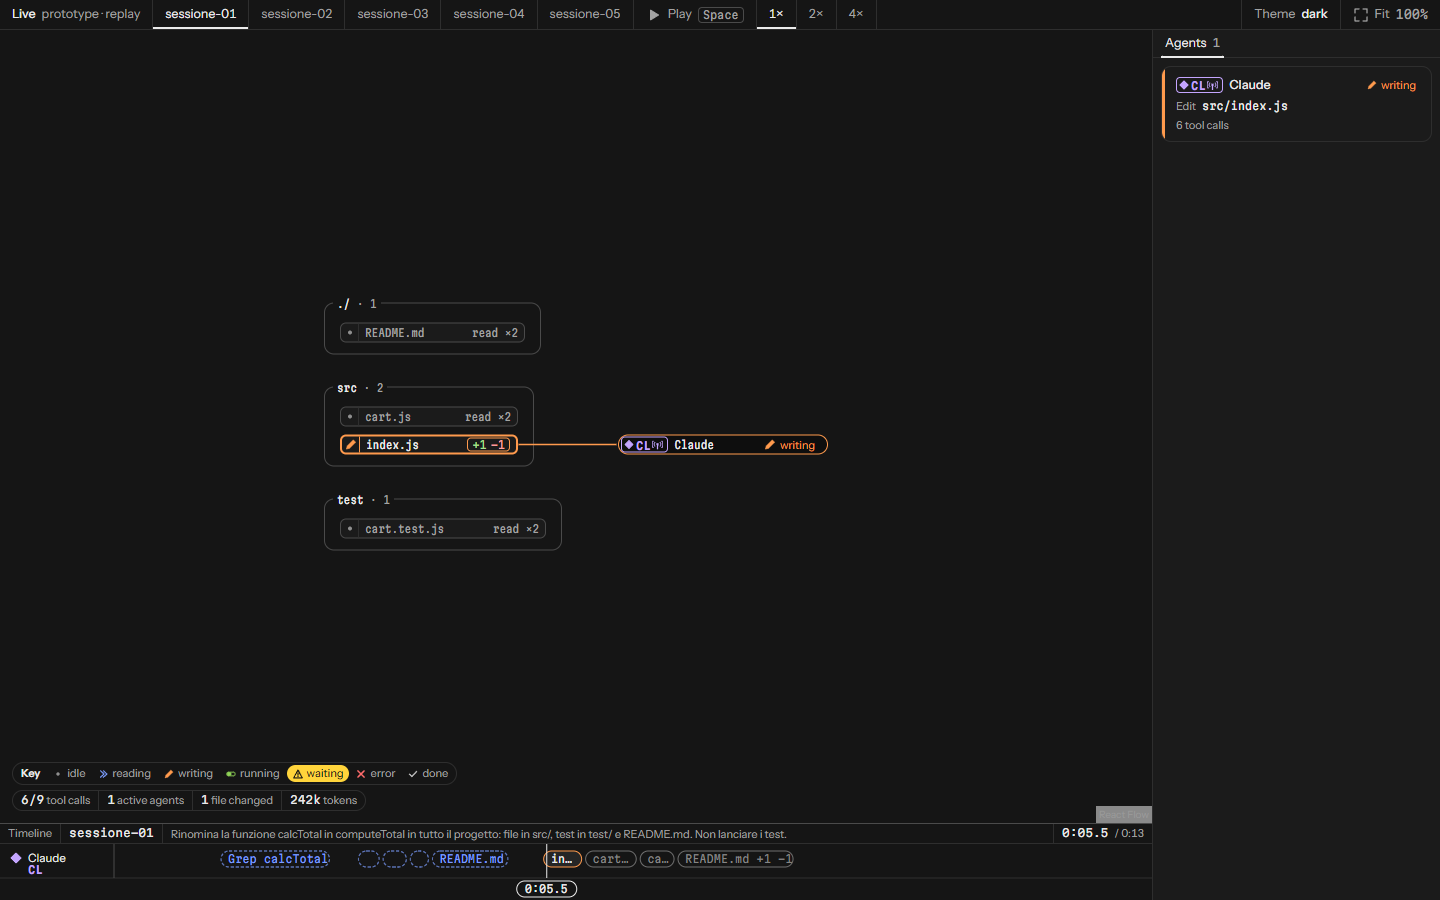 Live prototype·replay sessione-01 sessione-02 sessione-03 sessione-04 sessione-05 Play Space 1× 2× 4× Theme dark Fit 100%
Agents 1
CL Claude writing
Edit src/index.js
6 tool calls
./ · 1
README.md read ×2
src · 2
cart.js read ×2
index.js +1 −1 CL Claude writing
test · 1
cart.test.js read ×2
Key idle reading writing running waiting error done
6/9 tool calls 1 active agents 1 file changed 242k tokens
React Flow
Timeline sessione-01 Rinomina la funzione calcTotal in computeTotal in tutto il progetto: file in src/, test in test/ e README.md. Non lanciare i test. 0:05.5 / 0:13
Claude Grep calcTotal README.md in… cart… ca… README.md +1 −1
CL
0:05.5